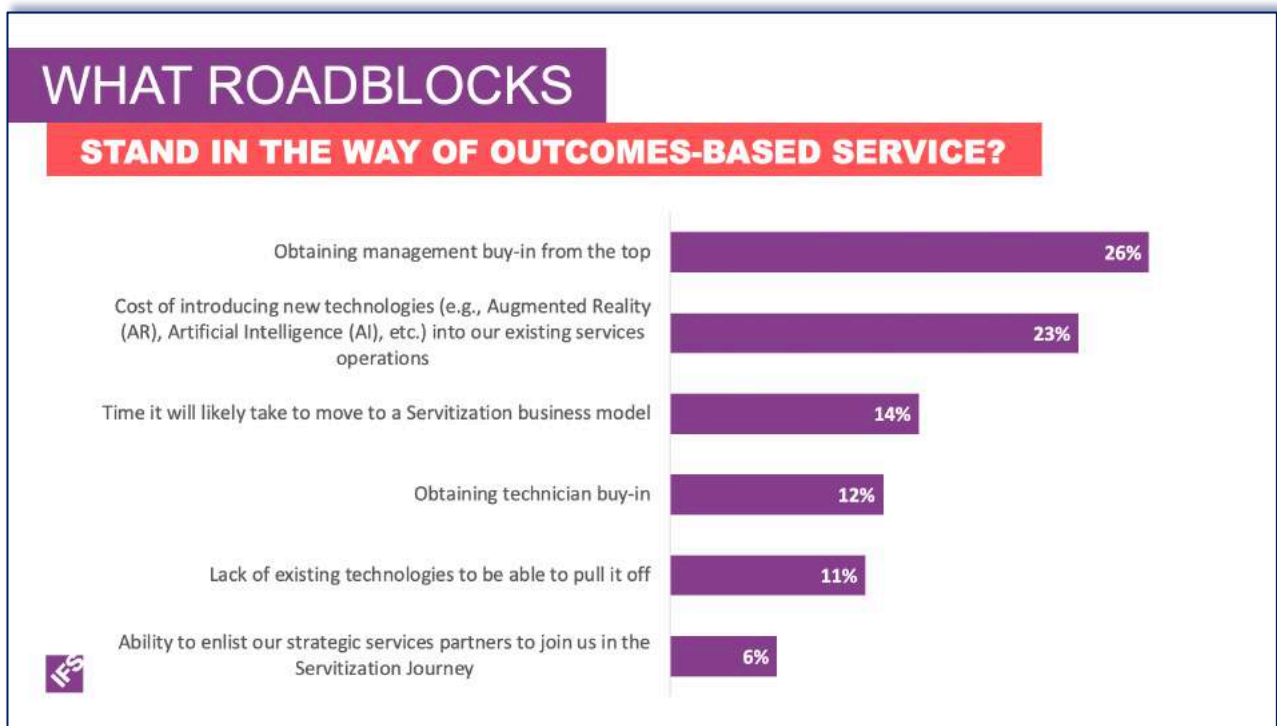 WHAT ROADBLOCKS
STAND IN THE WAY OF OUTCOMES-BASED SERVICE?
Obtaining management buy-in from the top
26%
Cost of introducing new technologies (e.g., Augmented Reality
(AR), Artificial Intelligence (AI), etc.) into our existing services
operations
23%
Time it will likely take to move to a Servitization business model
14%
Obtaining technician buy-in
12%
Lack of existing technologies to be able to pull it off
11%
Ability to enlist our strategic services partners to join us in the
Servitization Journey
6%
IFS